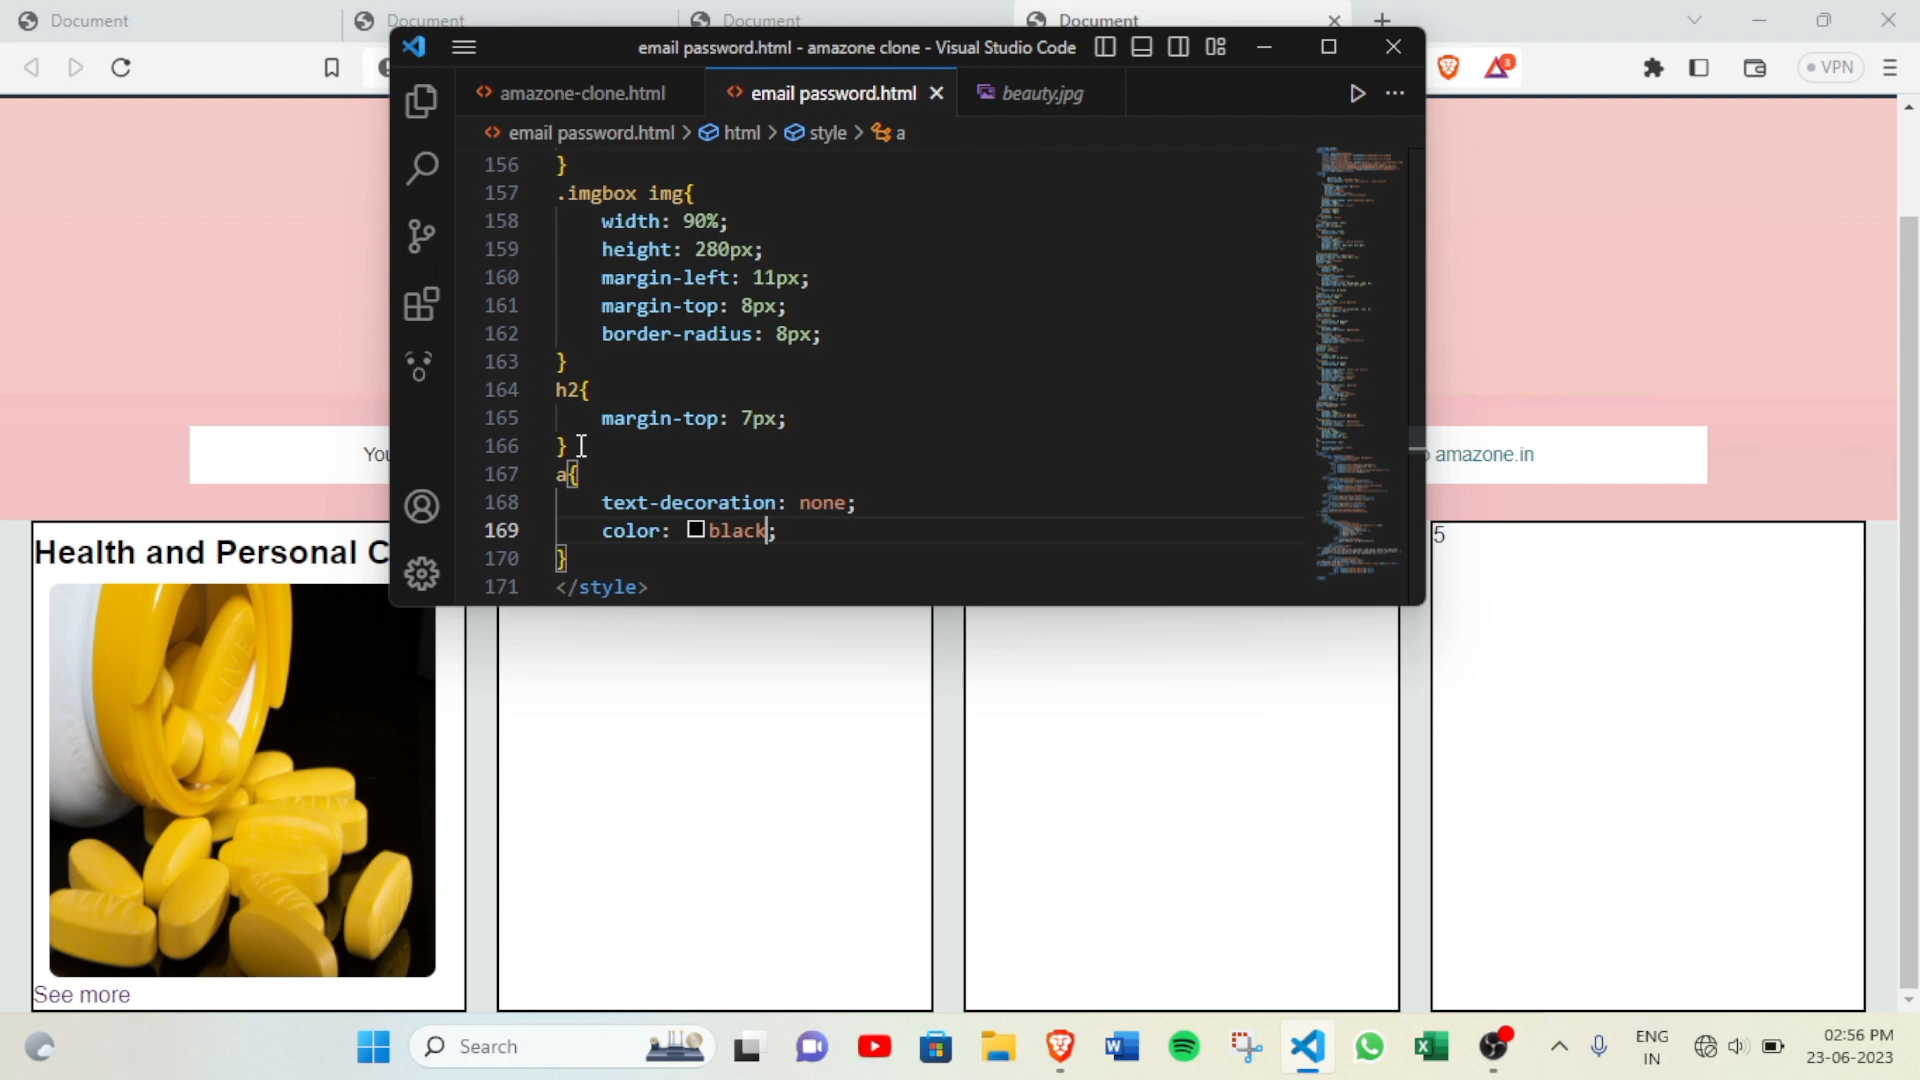 Document
Document
Document
Document
VPN
3
email password.html - amazone clone - Visual Studio Code
amazone-clone.html
email password.html
beauty.jpg
email password.html > html > style > a
156 }
157 .imgbox img{
158 width: 90%;
159 height: 280px;
160 margin-left: 11px;
161 margin-top: 8px;
162 border-radius: 8px;
163 }
164 h2{
165 margin-top: 7px;
166 }
167 a{
168 text-decoration: none;
169 color: black;
170 }
171 </style>
amazone.in
Health and Personal C
See more
5
Search
ENG
IN
02:56 PM
23-06-2023